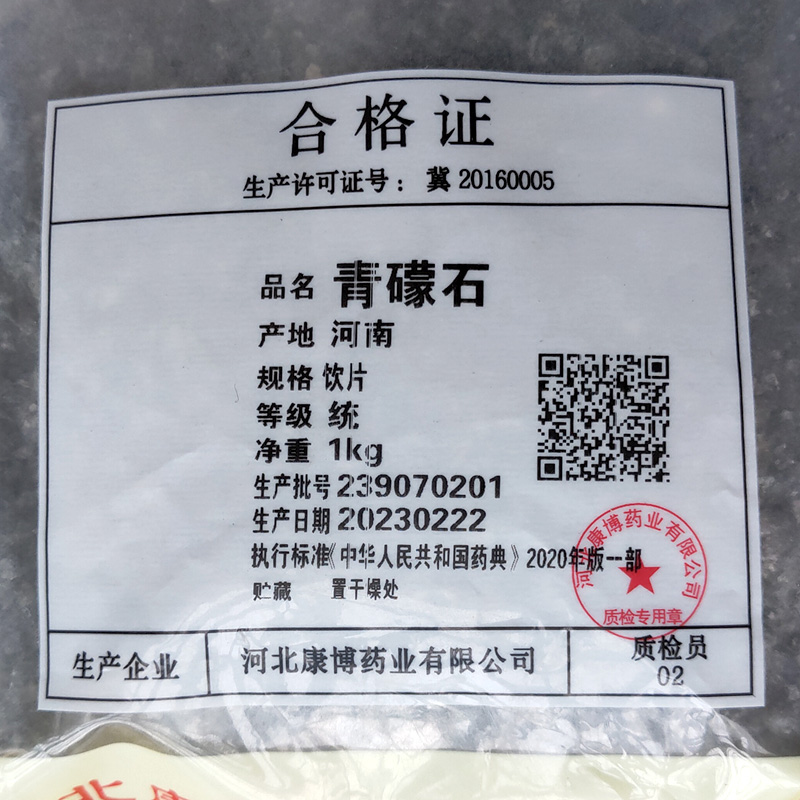 合格证
生产许可证号：冀 20160005
品名 青礞石
产地 河南
规格 饮片
等级 统
净重 1kg
生产批号 239070201
生产日期 20230222
执行标准《中华人民共和国药典》2020年版一部
贮藏 置干燥处
河北康博药业有限公司
质检专用章
生产企业 河北康博药业有限公司 质检员
02